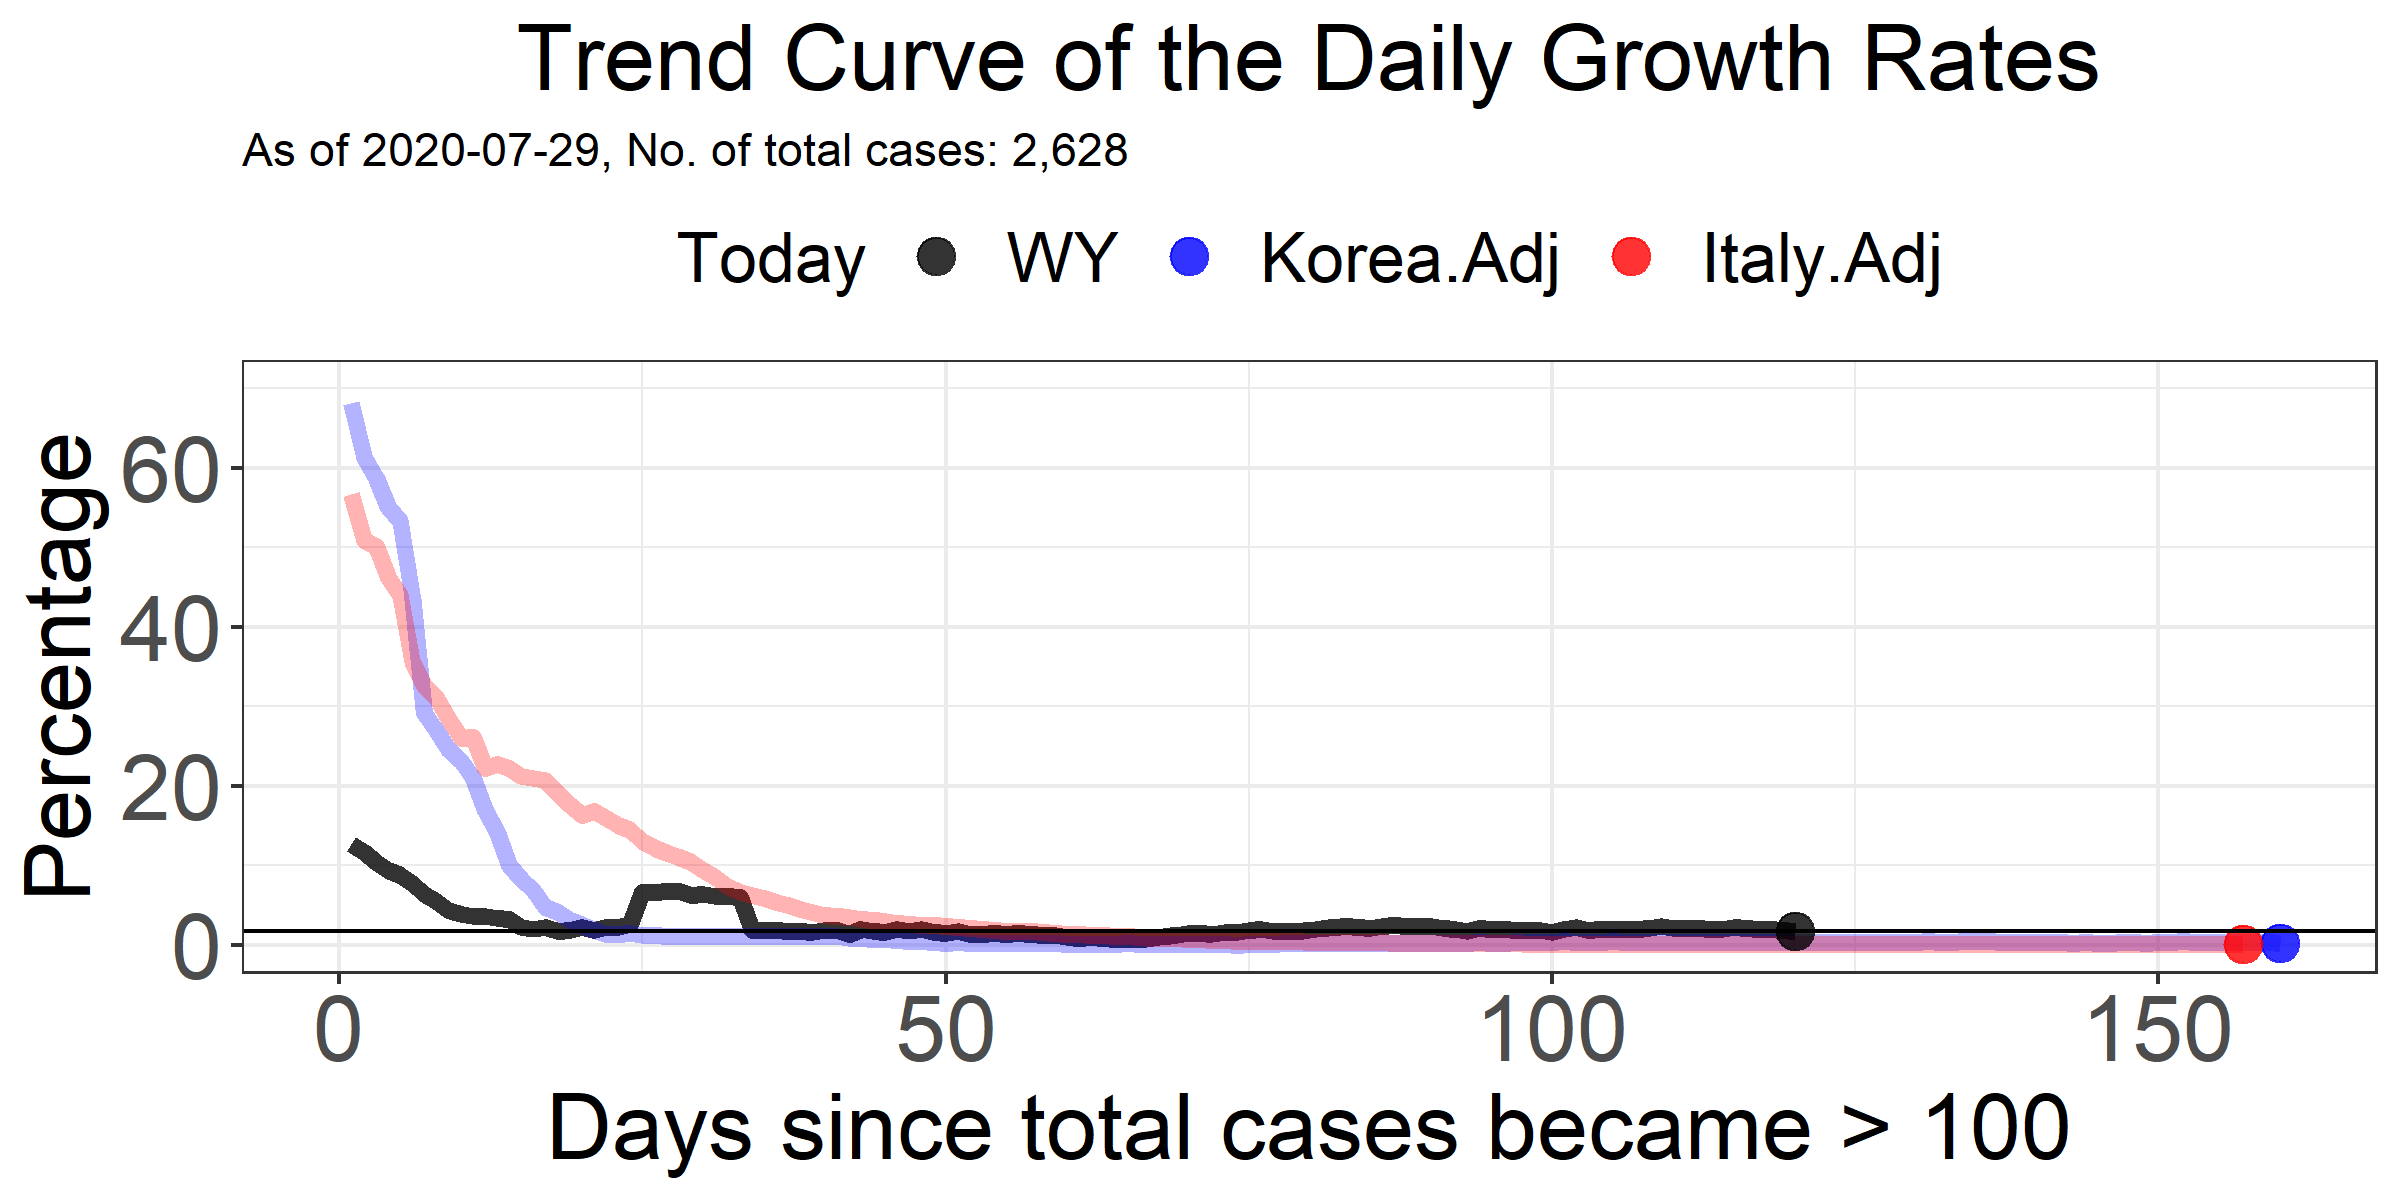 Trend Curve of the Daily Growth Rates
As of 2020-07-29, No. of total cases: 2,628
Today WY Korea.Adj Italy.Adj
Percentage
60
40
20
0
0 50 100 150
Days since total cases became > 100